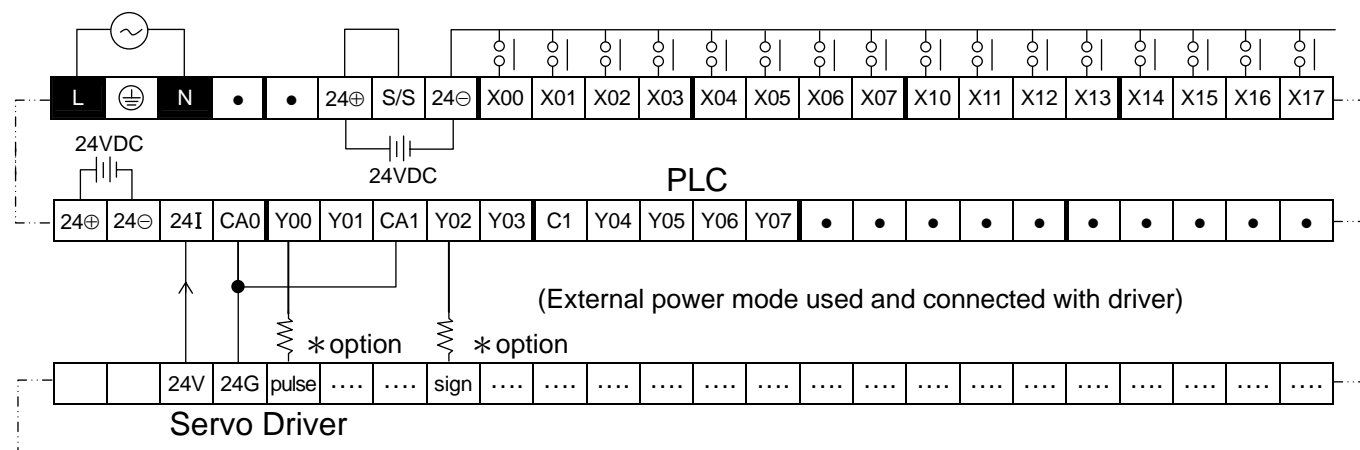 L N • • 24⊕ S/S 24⊖ X00 X01 X02 X03 X04 X05 X06 X07 X10 X11 X12 X13 X14 X15 X16 X17
24VDC
24VDC
PLC
24⊕ 24⊖ 24I CA0 Y00 Y01 CA1 Y02 Y03 C1 Y04 Y05 Y06 Y07 • • • • • • • • • •
(External power mode used and connected with driver)
*option *option
24V 24G pulse .... .... sign .... .... .... .... .... .... .... .... .... .... .... .... .... .... .... ....
Servo Driver